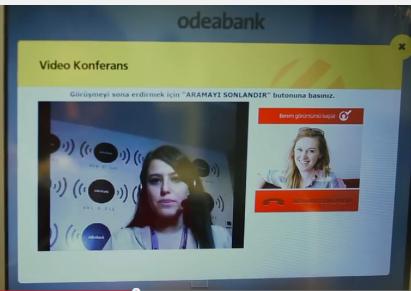 odeabank
Video Konferans
Görüşmeyi sona erdirmek için "ARAMAYI SONLANDIR" butonuna basınız.
Benim görüntümü kapat